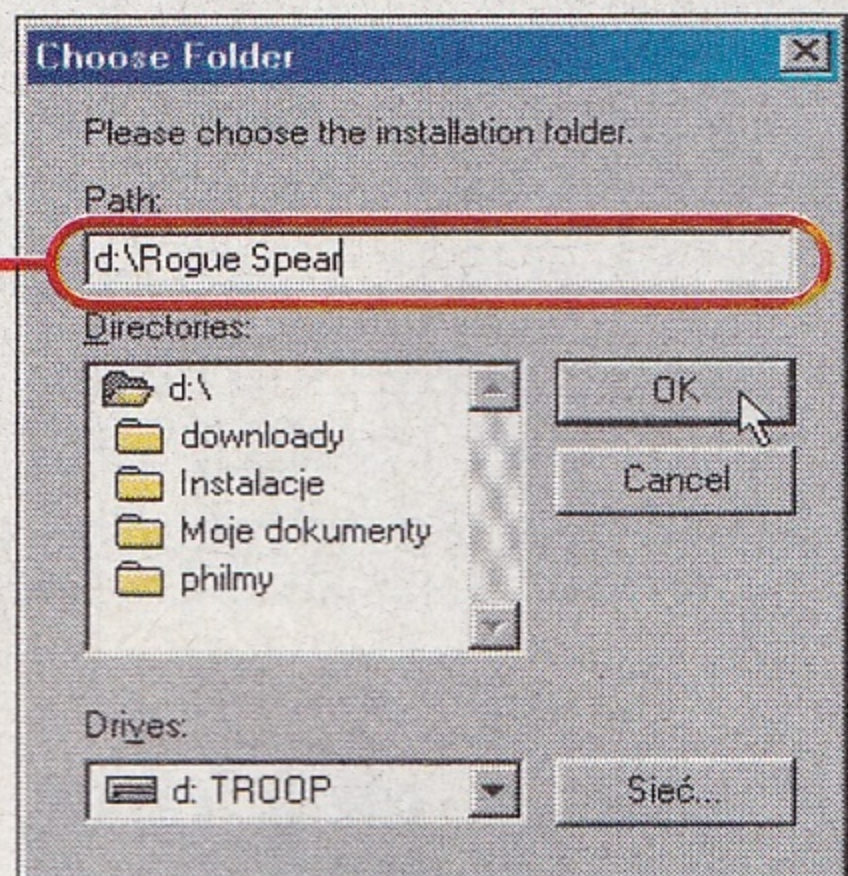 Choose Folder
Please choose the installation folder.
Path:
d:\Rogue Spear
Directories:
d:\
downloady
Instalacje
Moje dokumenty
philmy
OK
Cancel
Drives:
d: TROOP
Sieć...